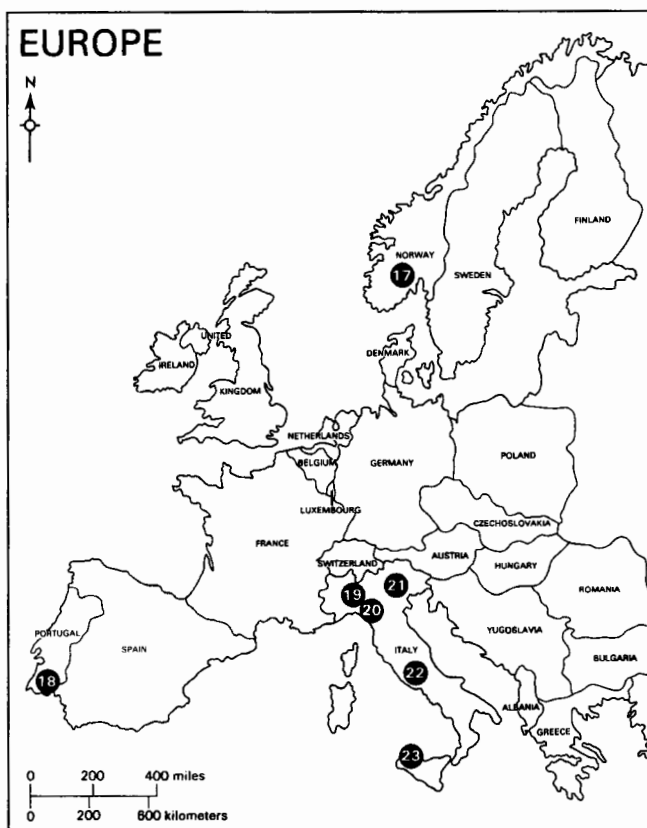 EUROPE
N
FINLAND
NORWAY
17
SWEDEN
UNITED
DENMARK
IRELAND
KINGDOM
NETHERLANDS
BELGIUM
GERMANY
POLAND
LUXEMBOURG
CZECHOSLOVAKIA
FRANCE
AUSTRIA
SWITZERLAND
HUNGARY
21
ROMANIA
19
20
PORTUGAL
YUGOSLAVIA
SPAIN
ITALY
BULGARIA
22
18
ALBANIA
GREECE
23
0 200 400 miles
0 200 600 kilometers